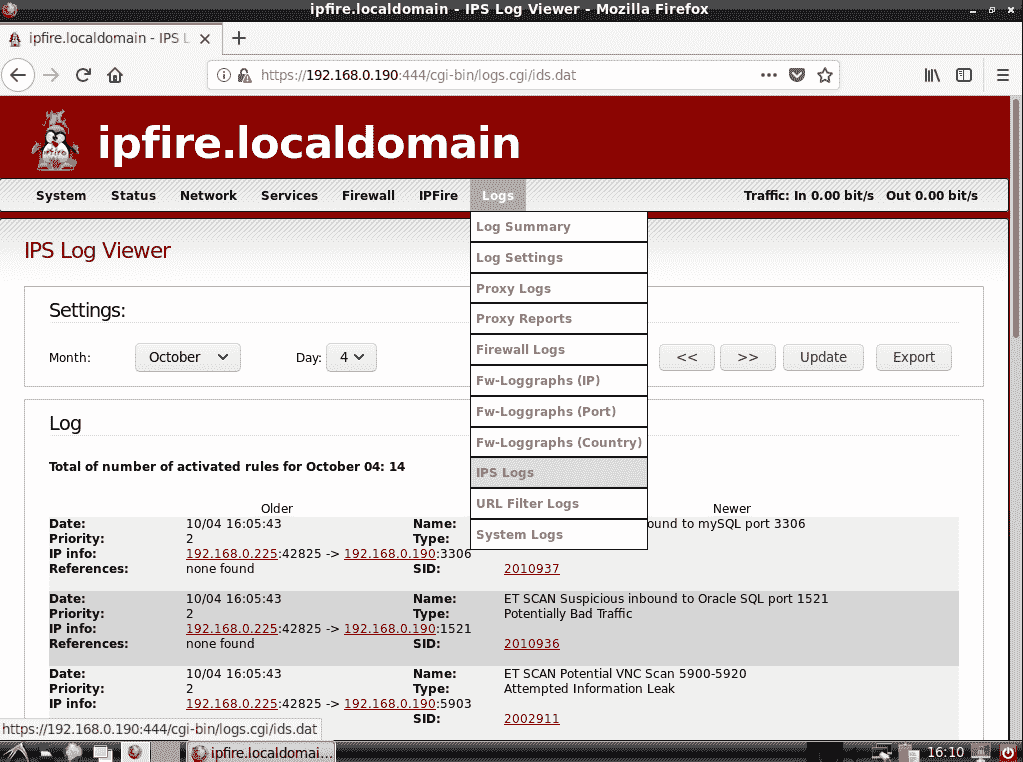 ipfire.localdomain - IPS Log Viewer - Mozilla Firefox
ipfire.localdomain - IPS L
https://192.168.0.190:444/cgi-bin/logs.cgi/ids.dat
ipfire.localdomain
System Status Network Services Firewall IPFire Logs Traffic: In 0.00 bit/s Out 0.00 bit/s
Log Summary
Log Settings
Proxy Logs
Proxy Reports
Firewall Logs
Fw-Loggraphs (IP)
Fw-Loggraphs (Port)
Fw-Loggraphs (Country)
IPS Logs
URL Filter Logs
System Logs
IPS Log Viewer
Settings:
Month: October Day: 4 << >> Update Export
Log
Total of number of activated rules for October 04: 14
Older Newer
Date: 10/04 16:05:43 Name: ound to mySQL port 3306
Priority: 2 Type:
IP info: 192.168.0.225:42825 -> 192.168.0.190:3306
References: none found SID: 2010937
Date: 10/04 16:05:43 Name: ET SCAN Suspicious inbound to Oracle SQL port 1521
Priority: 2 Type: Potentially Bad Traffic
IP info: 192.168.0.225:42825 -> 192.168.0.190:1521
References: none found SID: 2010936
Date: 10/04 16:05:43 Name: ET SCAN Potential VNC Scan 5900-5920
Priority: 2 Type: Attempted Information Leak
IP info: 192.168.0.225:42825 -> 192.168.0.190:5903
SID: 2002911
https://192.168.0.190:444/cgi-bin/logs.cgi/ids.dat
ipfire.localdomai... 16:10